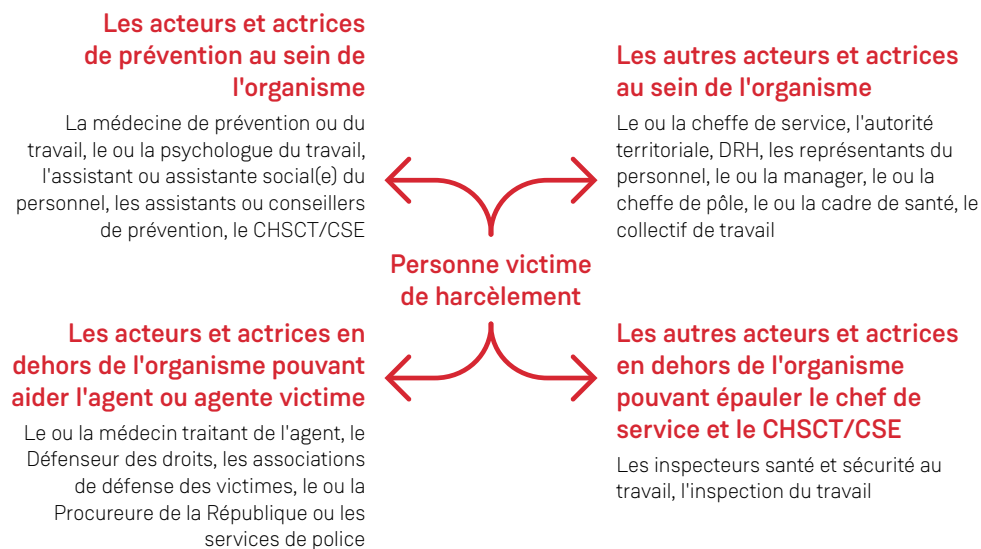 Les acteurs et actrices
de prévention au sein de
l'organisme
La médecine de prévention ou du
travail, le ou la psychologue du travail,
l'assistant ou assistante social(e) du
personnel, les assistants ou conseillers
de prévention, le CHSCT/CSE
Les autres acteurs et actrices
au sein de l'organisme
Le ou la cheffe de service, l'autorité
territoriale, DRH, les représentants du
personnel, le ou la manager, le ou la
cheffe de pôle, le ou la cadre de santé, le
collectif de travail
Personne victime
de harcèlement
Les acteurs et actrices en
dehors de l'organisme pouvant
aider l'agent ou agente victime
Le ou la médecin traitant de l'agent, le
Défenseur des droits, les associations
de défense des victimes, le ou la
Procureure de la République ou les
services de police
Les autres acteurs et actrices
en dehors de l'organisme
pouvant épauler le chef de
service et le CHSCT/CSE
Les inspecteurs santé et sécurité au
travail, l'inspection du travail